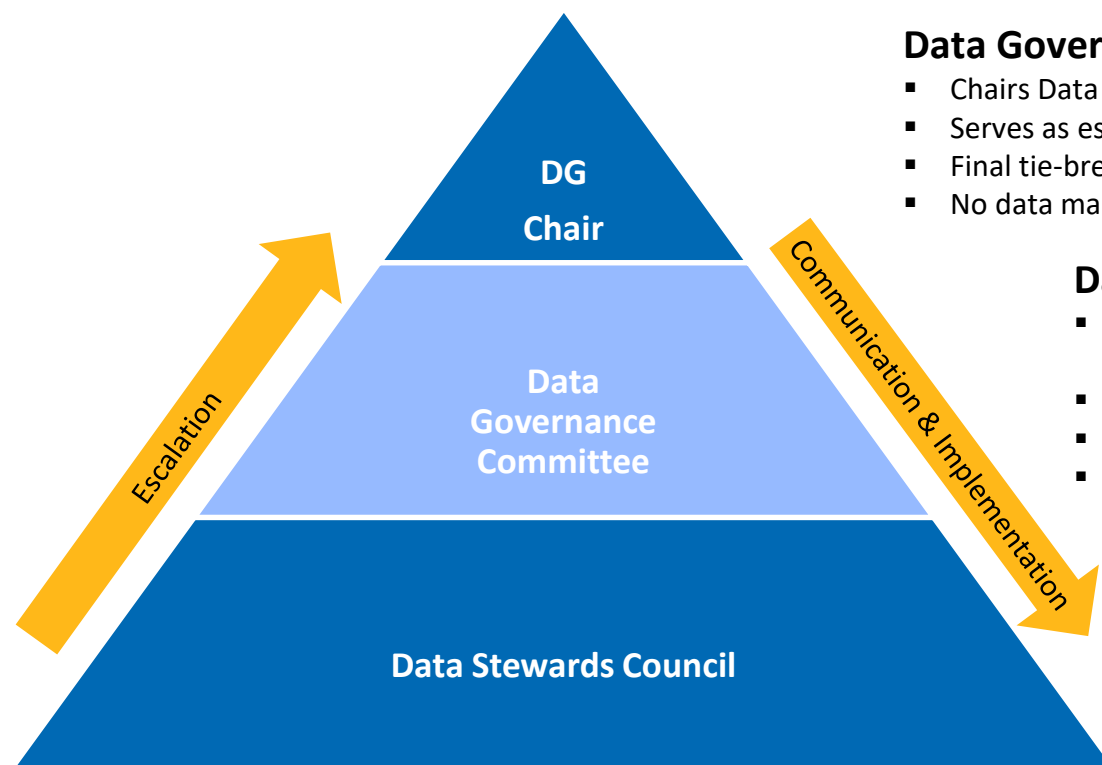 Data Gover
▪ Chairs Data
▪ Serves as es
▪ Final tie-bre
▪ No data ma
DG
Chair
Escalation
Communication & Implementation
Da
▪
▪
▪
▪
Data
Governance
Committee
Data Stewards Council